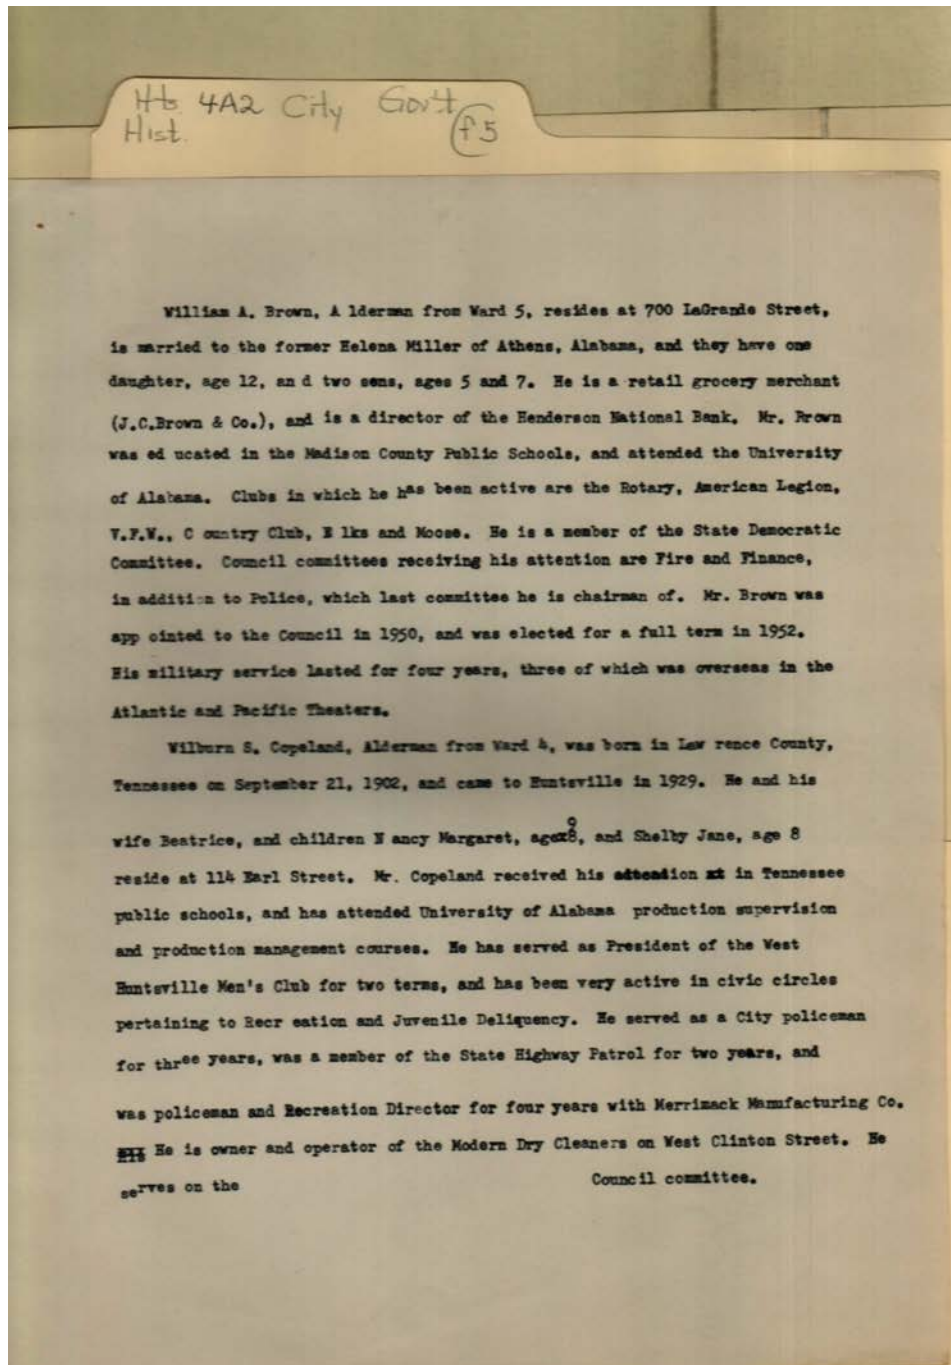 Hts 4A2 City Gov't
Hist. f5
William A. Brown, A lderman from Ward 5, resides at 700 LaGrande Street,
is married to the former Helena Miller of Athens, Alabama, and they have one
daughter, age 12, an d two sons, ages 5 and 7. He is a retail grocery merchant
(J.C.Brown & Co.), and is a director of the Henderson National Bank. Mr. Brown
was ed ucated in the Madison County Public Schools, and attended the University
of Alabama. Clubs in which he has been active are the Rotary, American Legion,
V.F.W., C ountry Club, E lks and Moose. He is a member of the State Democratic
Committee. Council committees receiving his attention are Fire and Finance,
in addition to Police, which last committee he is chairman of. Mr. Brown was
app ointed to the Council in 1950, and was elected for a full term in 1952.
His military service lasted for four years, three of which was overseas in the
Atlantic and Pacific Theaters.
Wilburn S. Copeland, Alderman from Ward 4, was born in Law rence County,
Tennessee on September 21, 1902, and came to Huntsville in 1929. He and his
wife Beatrice, and children N ancy Margaret, age 9, and Shelby Jane, age 8
reside at 114 Earl Street. Mr. Copeland received his in Tennessee
public schools, and has attended University of Alabama production supervision
and production management courses. He has served as President of the West
Huntsville Men's Club for two terms, and has been very active in civic circles
pertaining to Recr eation and Juvenile Deliquency. He served as a City policeman
for three years, was a member of the State Highway Patrol for two years, and
was policeman and Recreation Director for four years with Merrimack Manufacturing Co.
He is owner and operator of the Modern Dry Cleaners on West Clinton Street. He
serves on the Council committee.